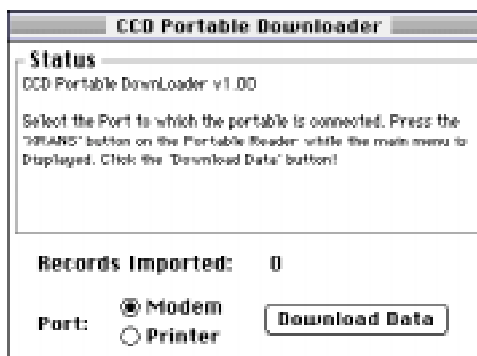 CCD Portable Downloader
Status
CCD Portable DownLoader v1.00
Select the Port to which the portable is connected. Press the
"XRANS" button on the Portable Reader while the main menu is
Displayed. Click the "Download Data" button!
Records Imported: 0
Port:
Modem
Printer
Download Data